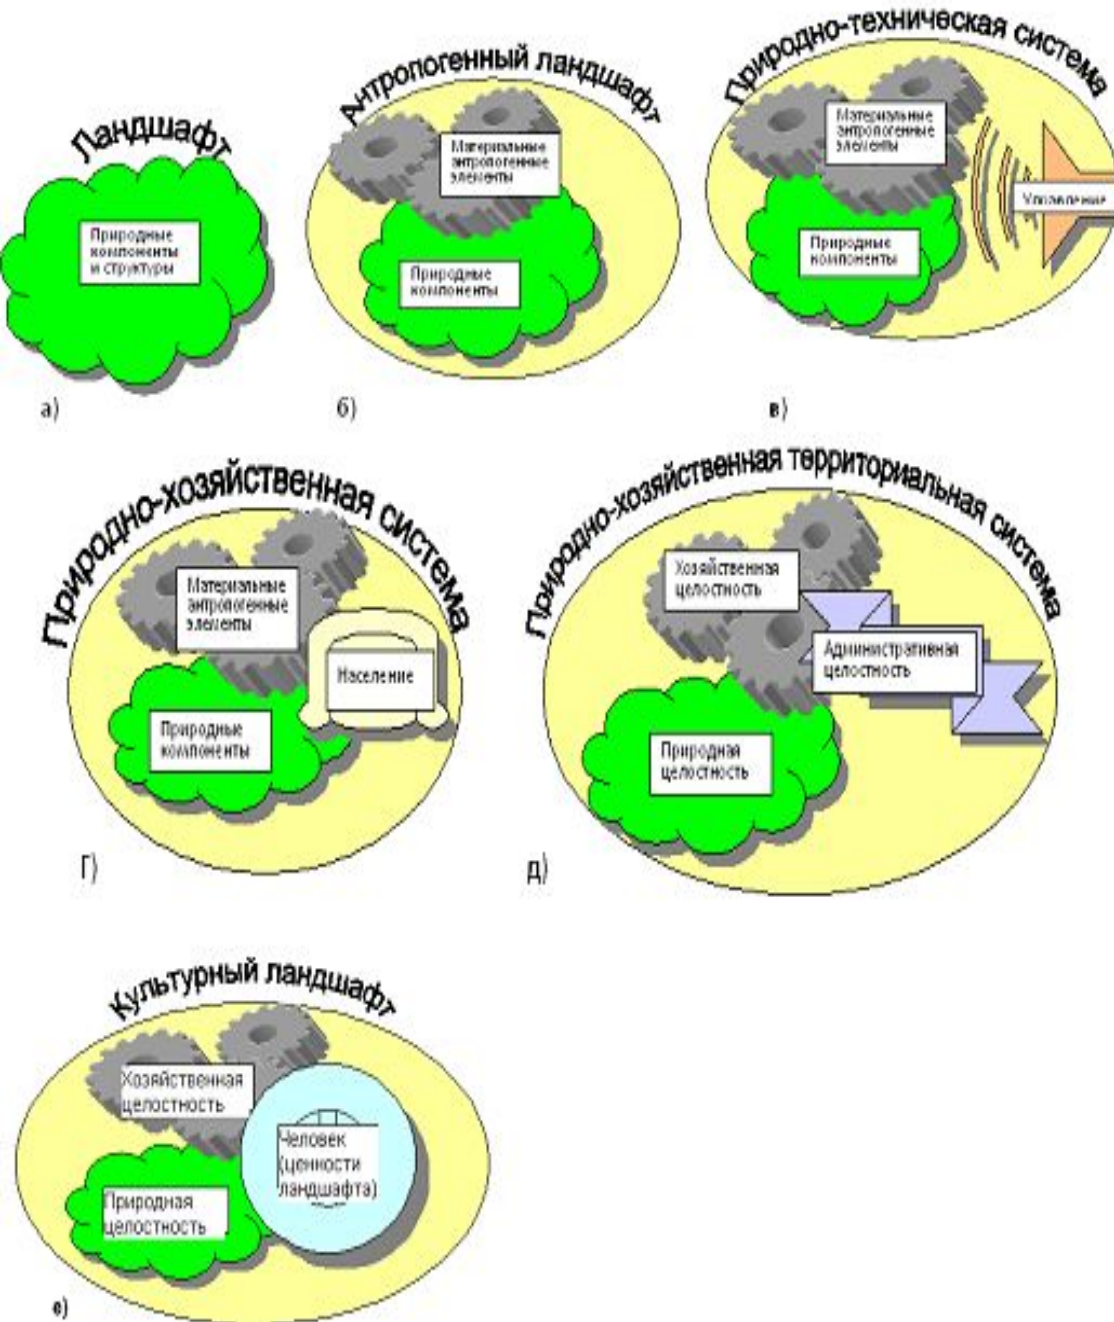 Ландшафт
Природные
компоненты
и структуры
а)
Антропогенный ландшафт
Материальные
антропогенные
элементы
Природные
компоненты
б)
Природно-техническая система
Материальные
антропогенные
элементы
Управление
Природные
компоненты
в)
Природно-хозяйственная система
Материальные
антропогенные
элементы
Население
Природные
компоненты
г)
Природно-хозяйственная территориальная система
Хозяйственная
целостность
Административная
целостность
Природная
целостность
д)
Культурный ландшафт
Хозяйственная
целостность
Человек
(ценности
ландшафта)
Природная
целостность
е)